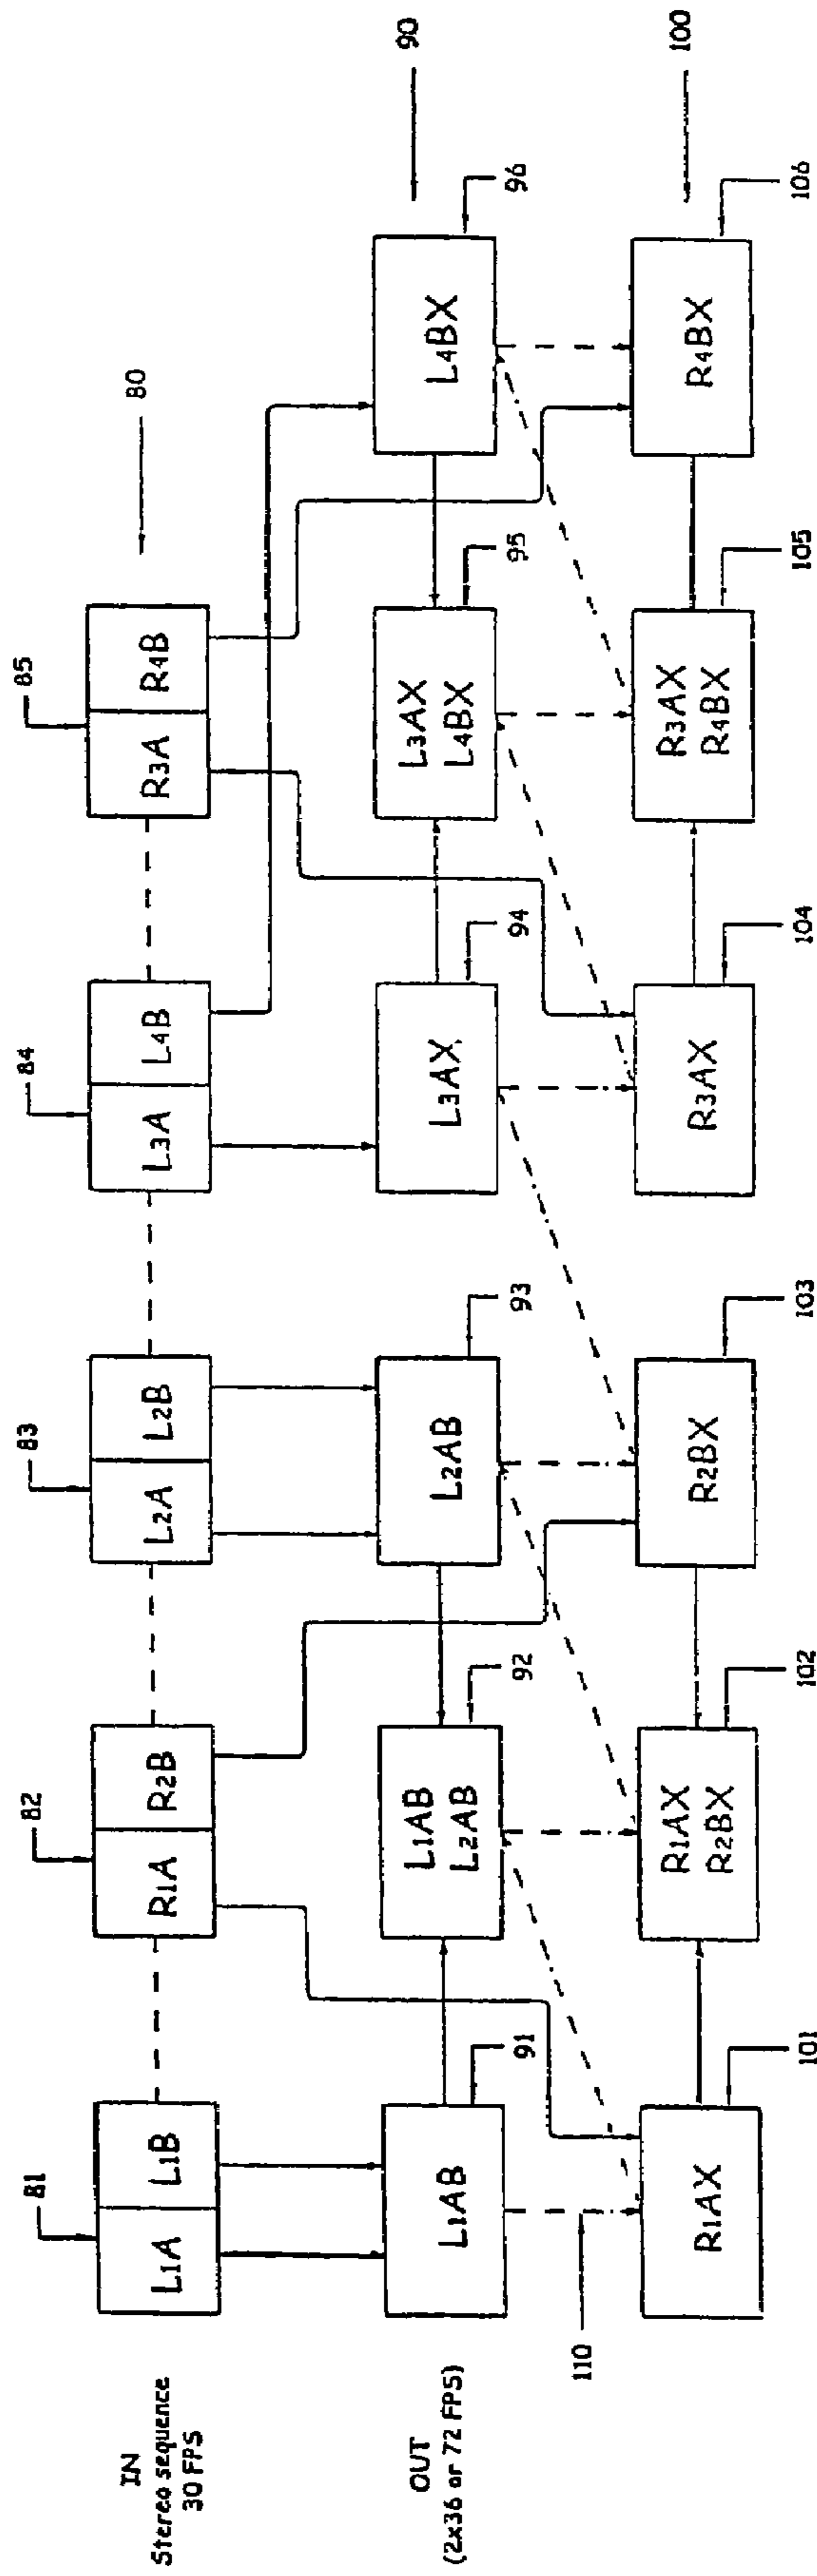 81
82
83
84
85
80
IN
Stereo sequence
30 FPS
L1A L1B
R1A R2B
L2A L2B
L3A L4B
R3A R4B
OUT
(2x36 or 72 FPS)
L1AB
L1AB
L2AB
L2AB
L3AX
L3AX
L4BX
L4BX
90
91
92
93
94
95
96
110
R1AX
R1AX
R2BX
R2BX
R3AX
R3AX
R4BX
R4BX
100
101
102
103
104
105
106